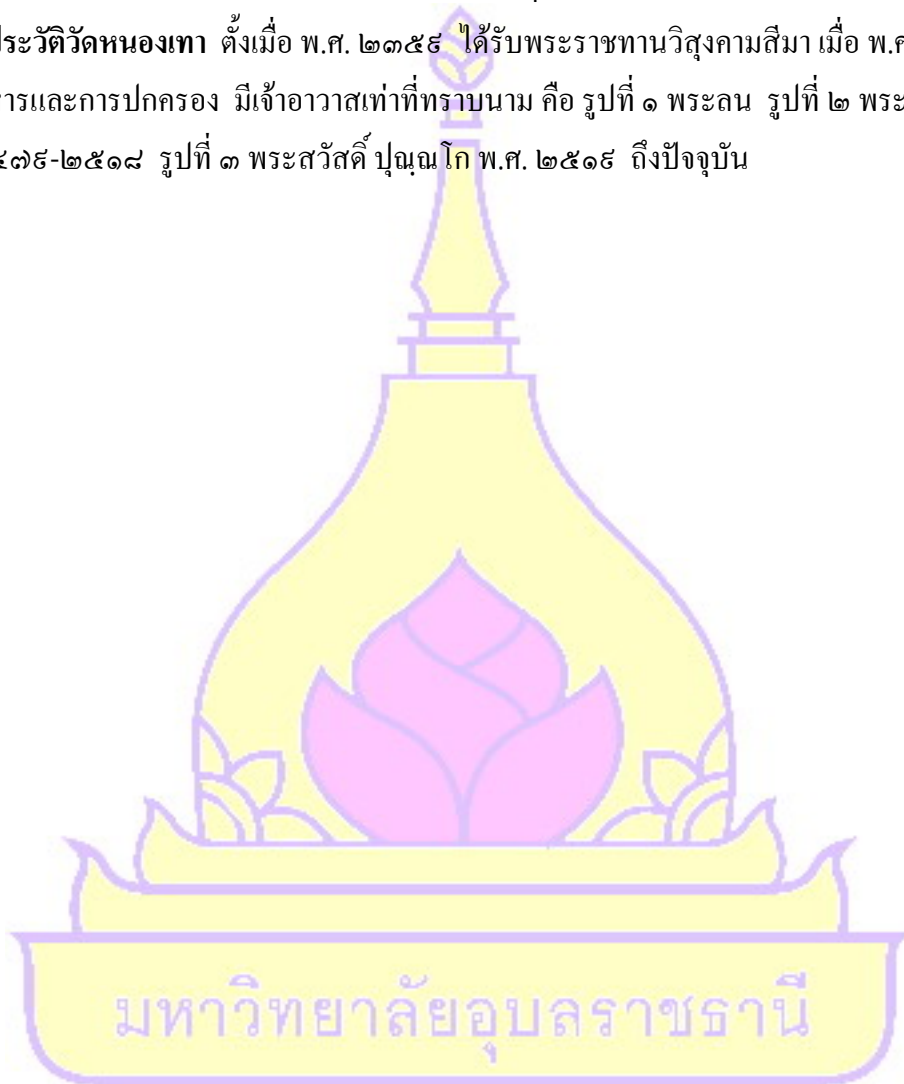 ประวัติวัดหนองเทา ตั้งเมื่อ พ.ศ. ๒๓๕๙ ได้รับพระราชทานวิสุงคามสีมา เมื่อ พ.ศ
ารและการปกครอง มีเจ้าอาวาสเท่าที่ทราบนาม คือ รูปที่ ๑ พระลน รูปที่ ๒ พระ
๔๗๙-๒๕๑๘ รูปที่ ๓ พระสวัสดิ์ ปุณฺณโก พ.ศ. ๒๕๑๙ ถึงปัจจุบัน
มหาวิทยาลัยอุบลราชธานี